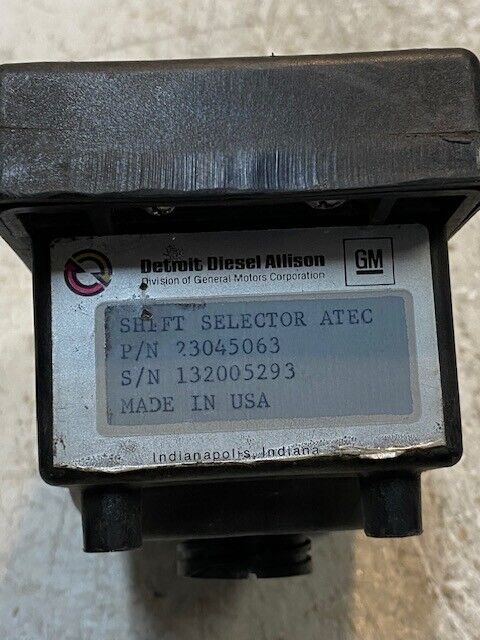 Detroit Diesel Allison
Division of General Motors Corporation
GM
SHIFT SELECTOR ATEC
P/N 23045063
S/N 132005293
MADE IN USA
Indianapolis, Indiana